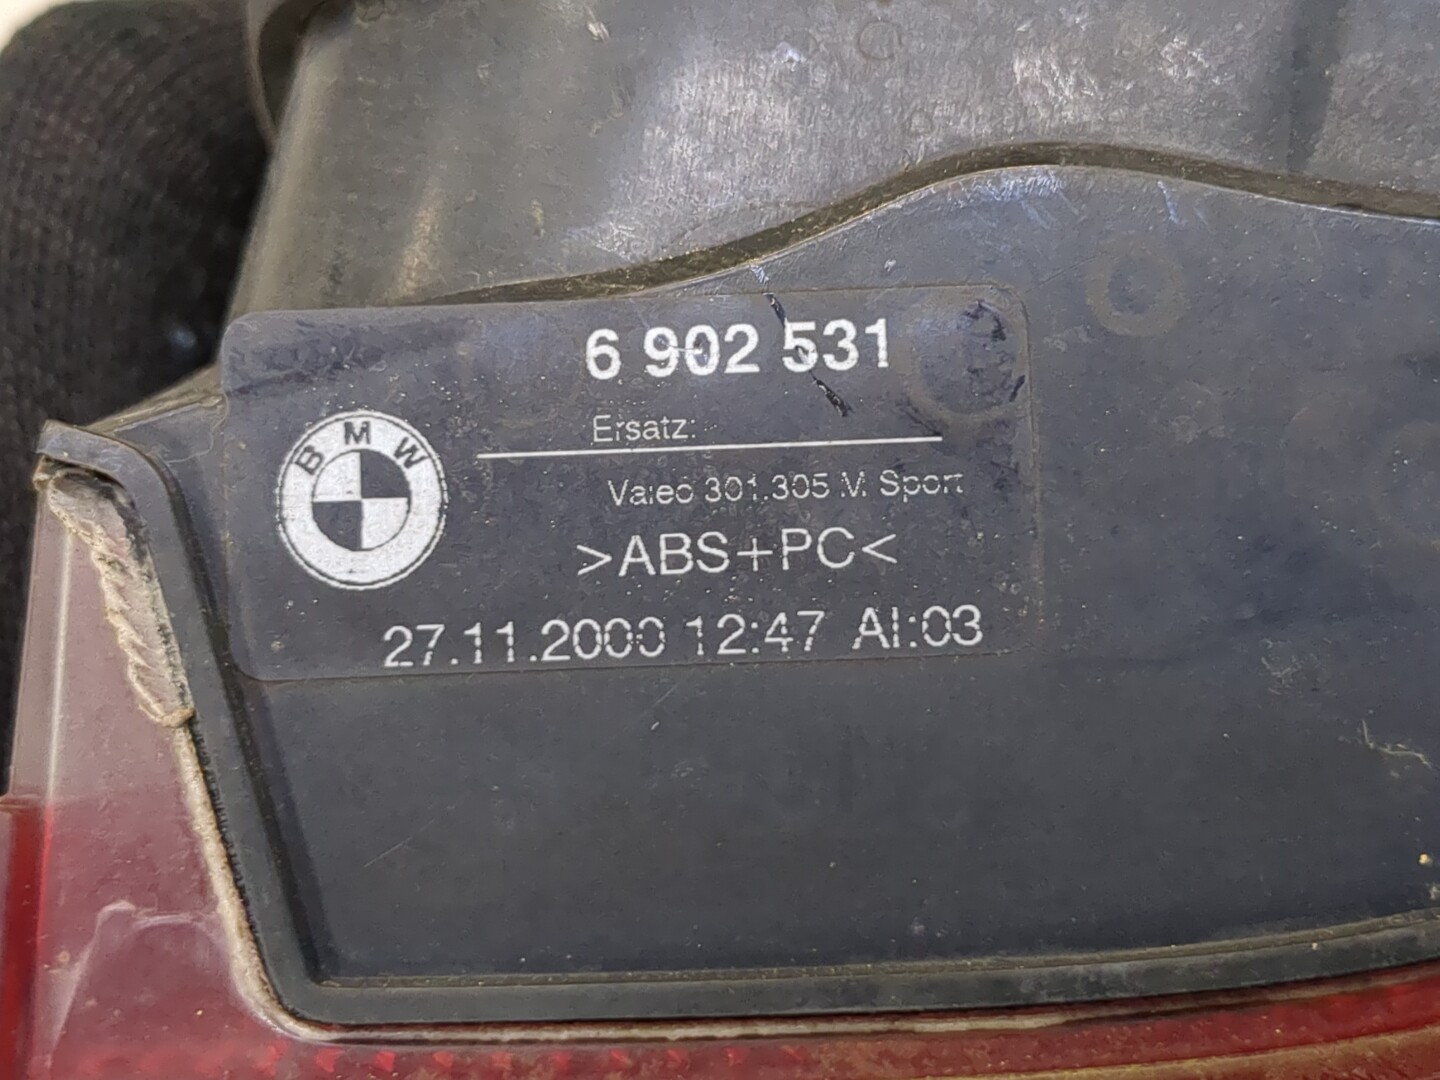 6 902 531
Ersatz:
BMW
Valeo 301.305 M Sport
>ABS+PC<
27.11.2000 12:47 AI:03